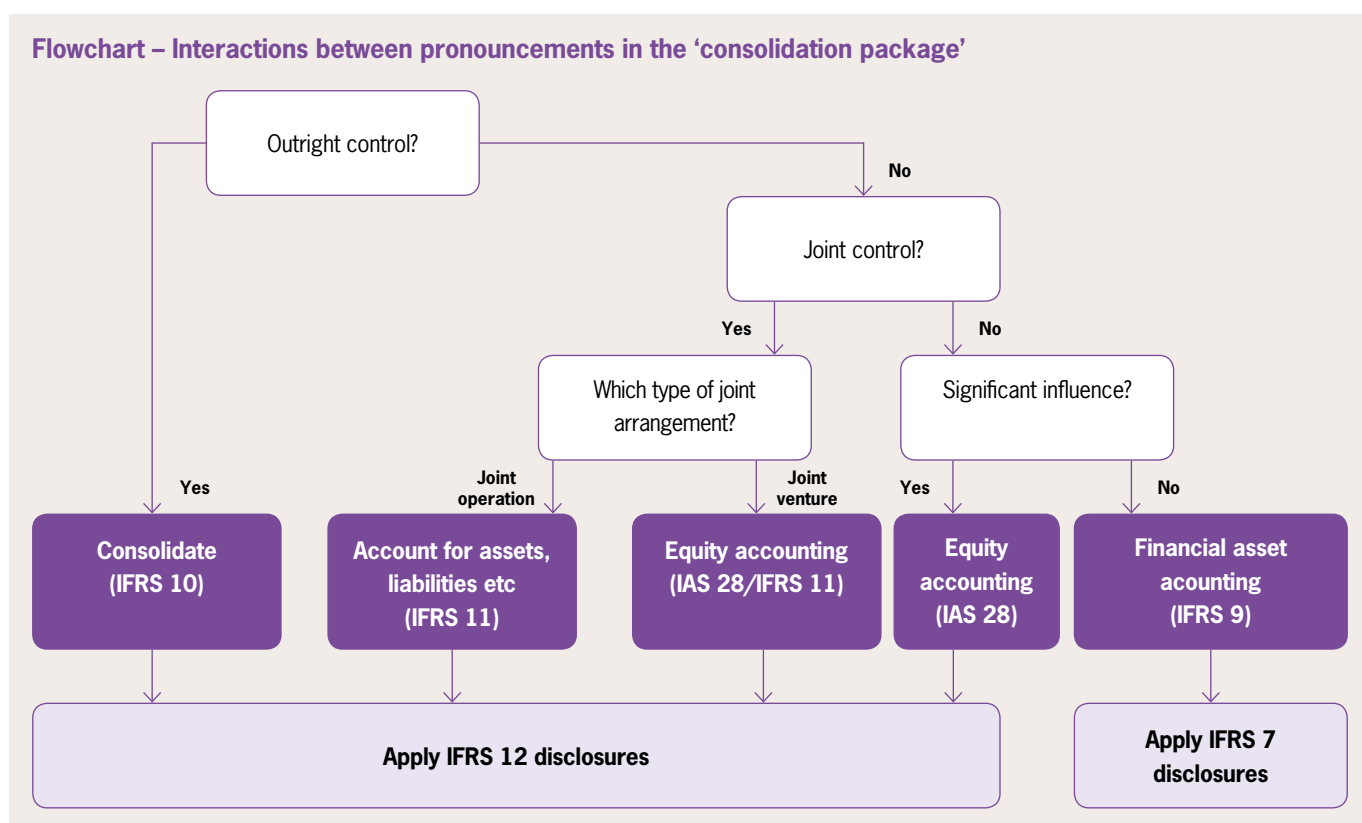 Flowchart – Interactions between pronouncements in the ‘consolidation package’
Outright control?
No
Joint control?
Yes
No
Which type of joint
arrangement?
Significant influence?
Yes
Joint
operation
Joint
venture
Yes
No
Consolidate
(IFRS 10)
Account for assets,
liabilities etc
(IFRS 11)
Equity accounting
(IAS 28/IFRS 11)
Equity
accounting
(IAS 28)
Financial asset
acounting
(IFRS 9)
Apply IFRS 12 disclosures
Apply IFRS 7
disclosures